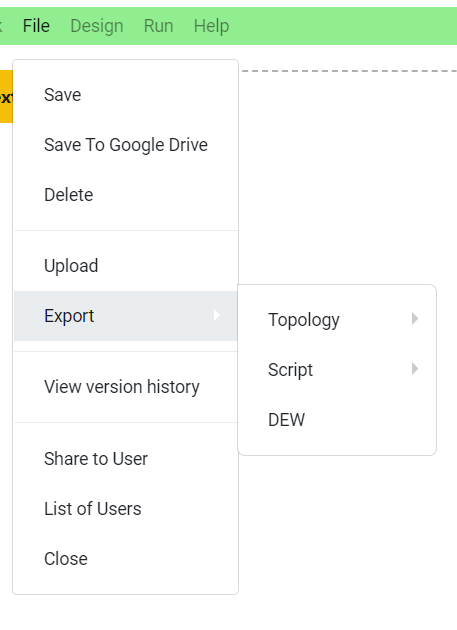 File Design Run Help
Save
Save To Google Drive
Delete
Upload
Export
View version history
Share to User
List of Users
Close
Topology
Script
DEW